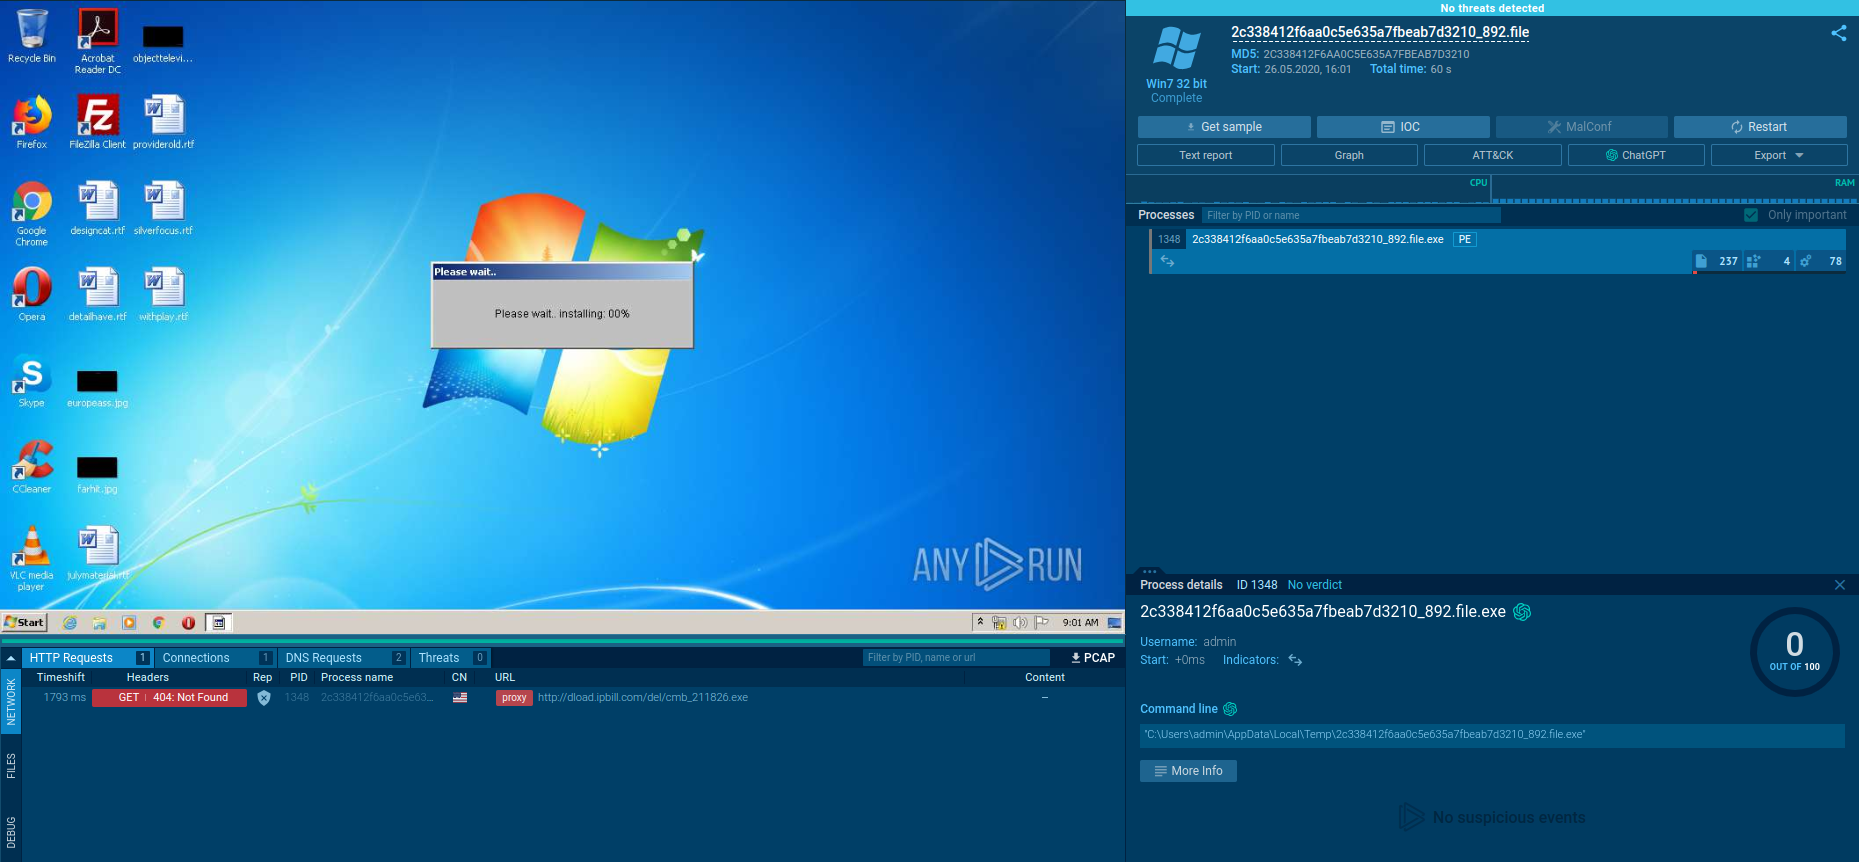 Recycle Bin
Acrobat
Reader DC
objecttelevi...
Firefox
FileZilla Client
providerold.rtf
Google
Chrome
designcat.rtf
silverfocus.rtf
Opera
detailhave.rtf
withplay.rtf
Skype
europeass.jpg
CCleaner
farhit.jpg
VLC media
player
julymaterial.rtf
Please wait..
Please wait.. installing: 00%
ANY RUN
Start
9:01 AM
HTTP Requests 1
Connections 1
DNS Requests 2
Threats 0
Filter by PID, name or url
PCAP
NETWORK
FILES
DEBUG
Timeshift Headers Rep PID Process name CN URL Content
1793 ms GET | 404: Not Found 1348 2c338412f6aa0c5e63... proxy http://dload.ipbill.com/del/cmb_211826.exe –
No threats detected
Win7 32 bit
Complete
2c338412f6aa0c5e635a7fbeab7d3210_892.file
MD5: 2C338412F6AA0C5E635A7FBEAB7D3210
Start: 26.05.2020, 16:01 Total time: 60 s
Get sample
IOC
MalConf
Restart
Text report
Graph
ATT&CK
ChatGPT
Export
CPU
RAM
Processes
Filter by PID or name
Only important
1348 2c338412f6aa0c5e635a7fbeab7d3210_892.file.exe PE
237 4 78
Process details ID 1348 No verdict
2c338412f6aa0c5e635a7fbeab7d3210_892.file.exe
Username: admin
Start: +0ms Indicators:
0
OUT OF 100
Command line
"C:\Users\admin\AppData\Local\Temp\2c338412f6aa0c5e635a7fbeab7d3210_892.file.exe"
More Info
No suspicious events